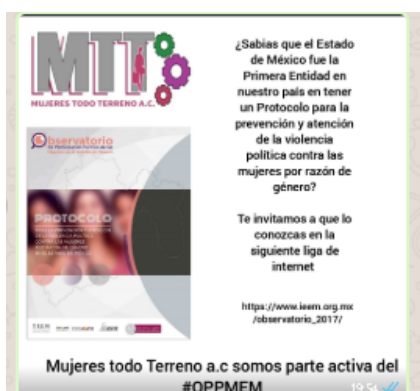 MTT
MUJERES TODO TERRENO A.C.
¿Sabias que el Estado
de México fue la
Primera Entidad en
nuestro país en tener
un Protocolo para la
prevención y atención
de la violencia
política contra las
mujeres por razón de
género?
Te invitamos a que lo
conozcas en la
siguiente liga de
internet
https://www.ieem.org.mx
/observatorio_2017/
Observatorio
PROTOCOLO
Mujeres todo Terreno a.c somos parte activa del
#OPPMEM
19:54